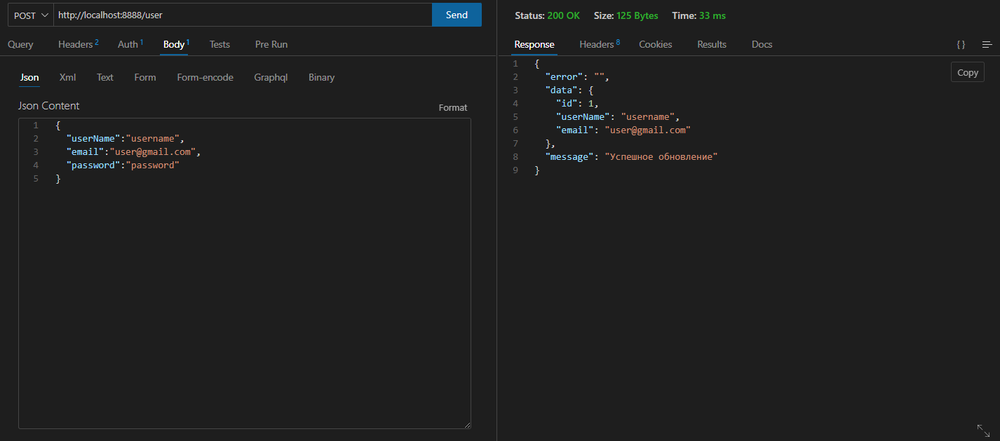 POST http://localhost:8888/user Send
Query Headers 2 Auth 1 Body 1 Tests Pre Run
Json Xml Text Form Form-encode Graphql Binary
Json Content Format
1 {
2 "userName":"username",
3 "email":"user@gmail.com",
4 "password":"password"
5 }
Status: 200 OK Size: 125 Bytes Time: 33 ms
Response Headers 8 Cookies Results Docs {}
Copy
1 {
2 "error": "",
3 "data": {
4 "id": 1,
5 "userName": "username",
6 "email": "user@gmail.com"
7 },
8 "message": "Успешное обновление"
9 }